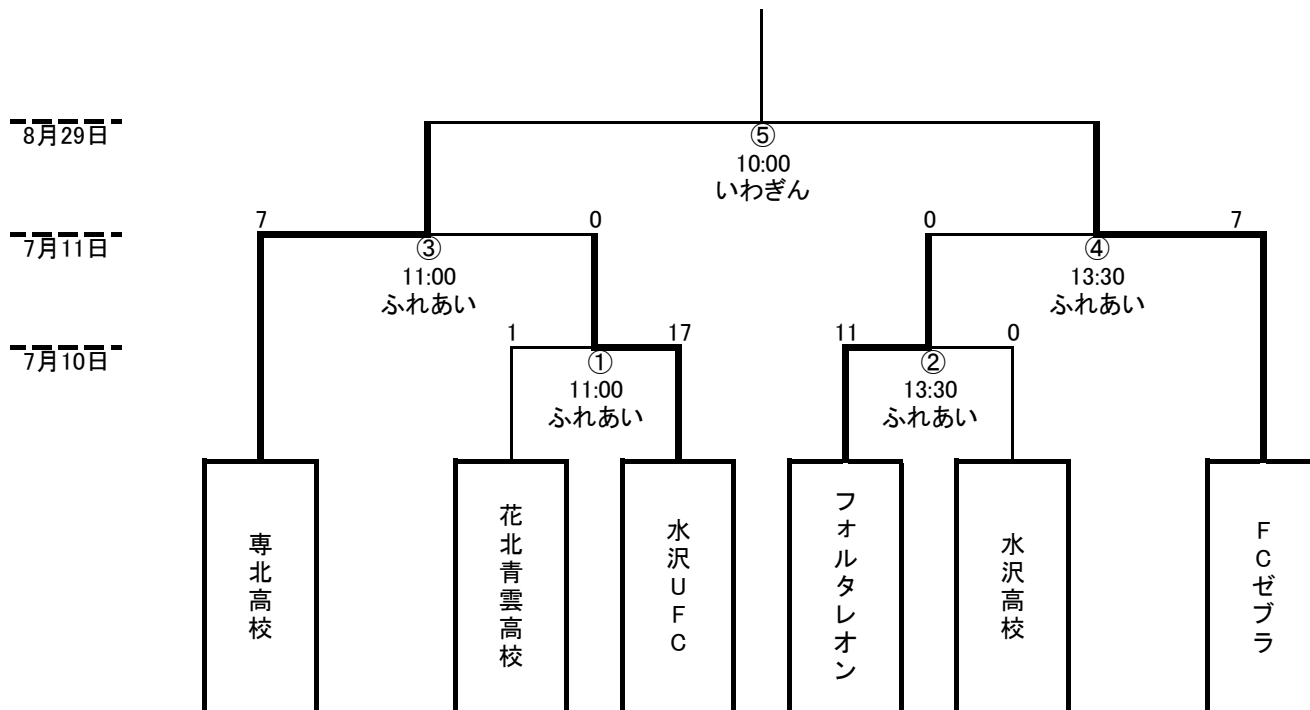 8月29日
⑤
10:00
いわぎん
7
0
0
7
7月11日
③
④
11:00
13:30
ふれあい
ふれあい
1
17
11
0
7月10日
①
②
11:00
13:30
ふれあい
ふれあい
専北高校
花北青雲高校
水沢UFC
フォルタレオン
水沢高校
FCゼブラ